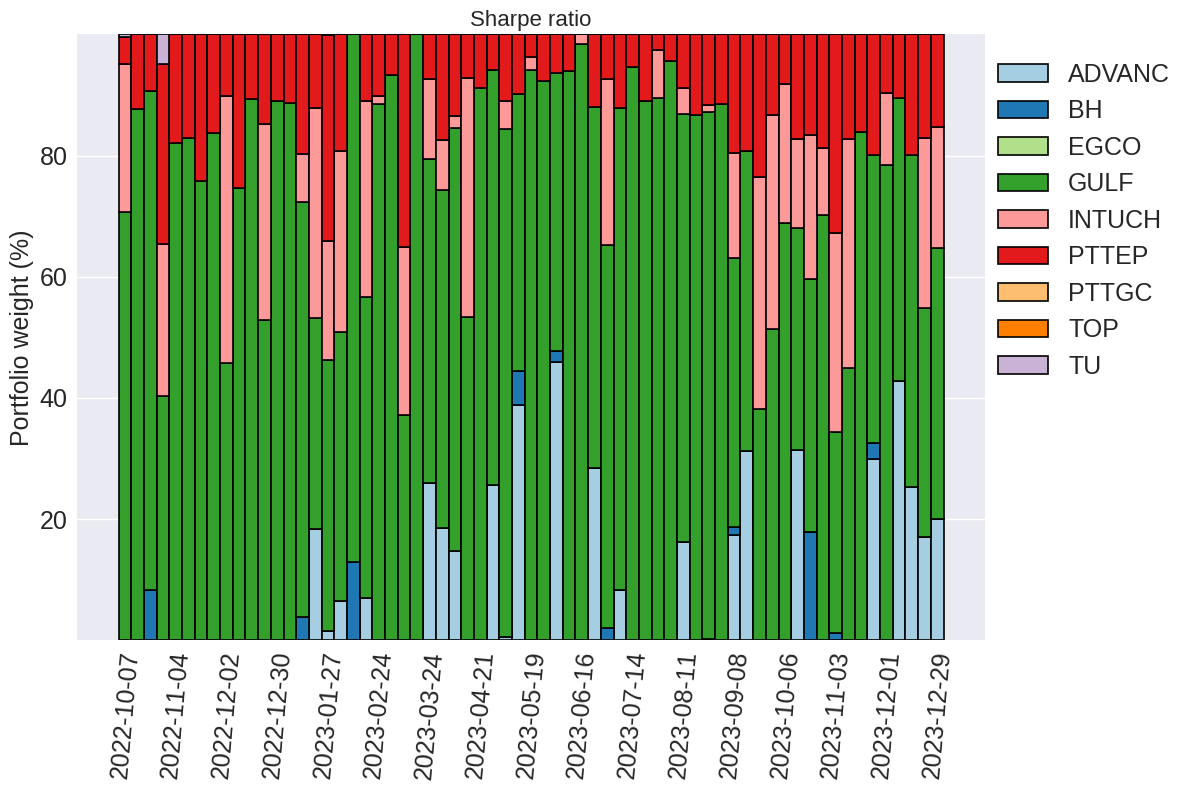 Sharpe ratio
Portfolio weight (%)
80
60
40
20
2022-10-07
2022-11-04
2022-12-02
2022-12-30
2023-01-27
2023-02-24
2023-03-24
2023-04-21
2023-05-19
2023-06-16
2023-07-14
2023-08-11
2023-09-08
2023-10-06
2023-11-03
2023-12-01
2023-12-29
ADVANC
BH
EGCO
GULF
INTUCH
PTTEP
PTTGC
TOP
TU